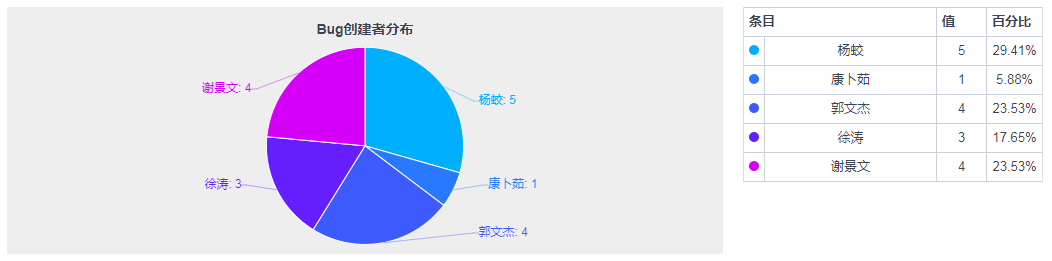 Bug创建者分布
谢景文: 4
杨蛟: 5
徐涛: 3
康卜茹: 1
郭文杰: 4
条目 值 百分比
杨蛟 5 29.41%
康卜茹 1 5.88%
郭文杰 4 23.53%
徐涛 3 17.65%
谢景文 4 23.53%